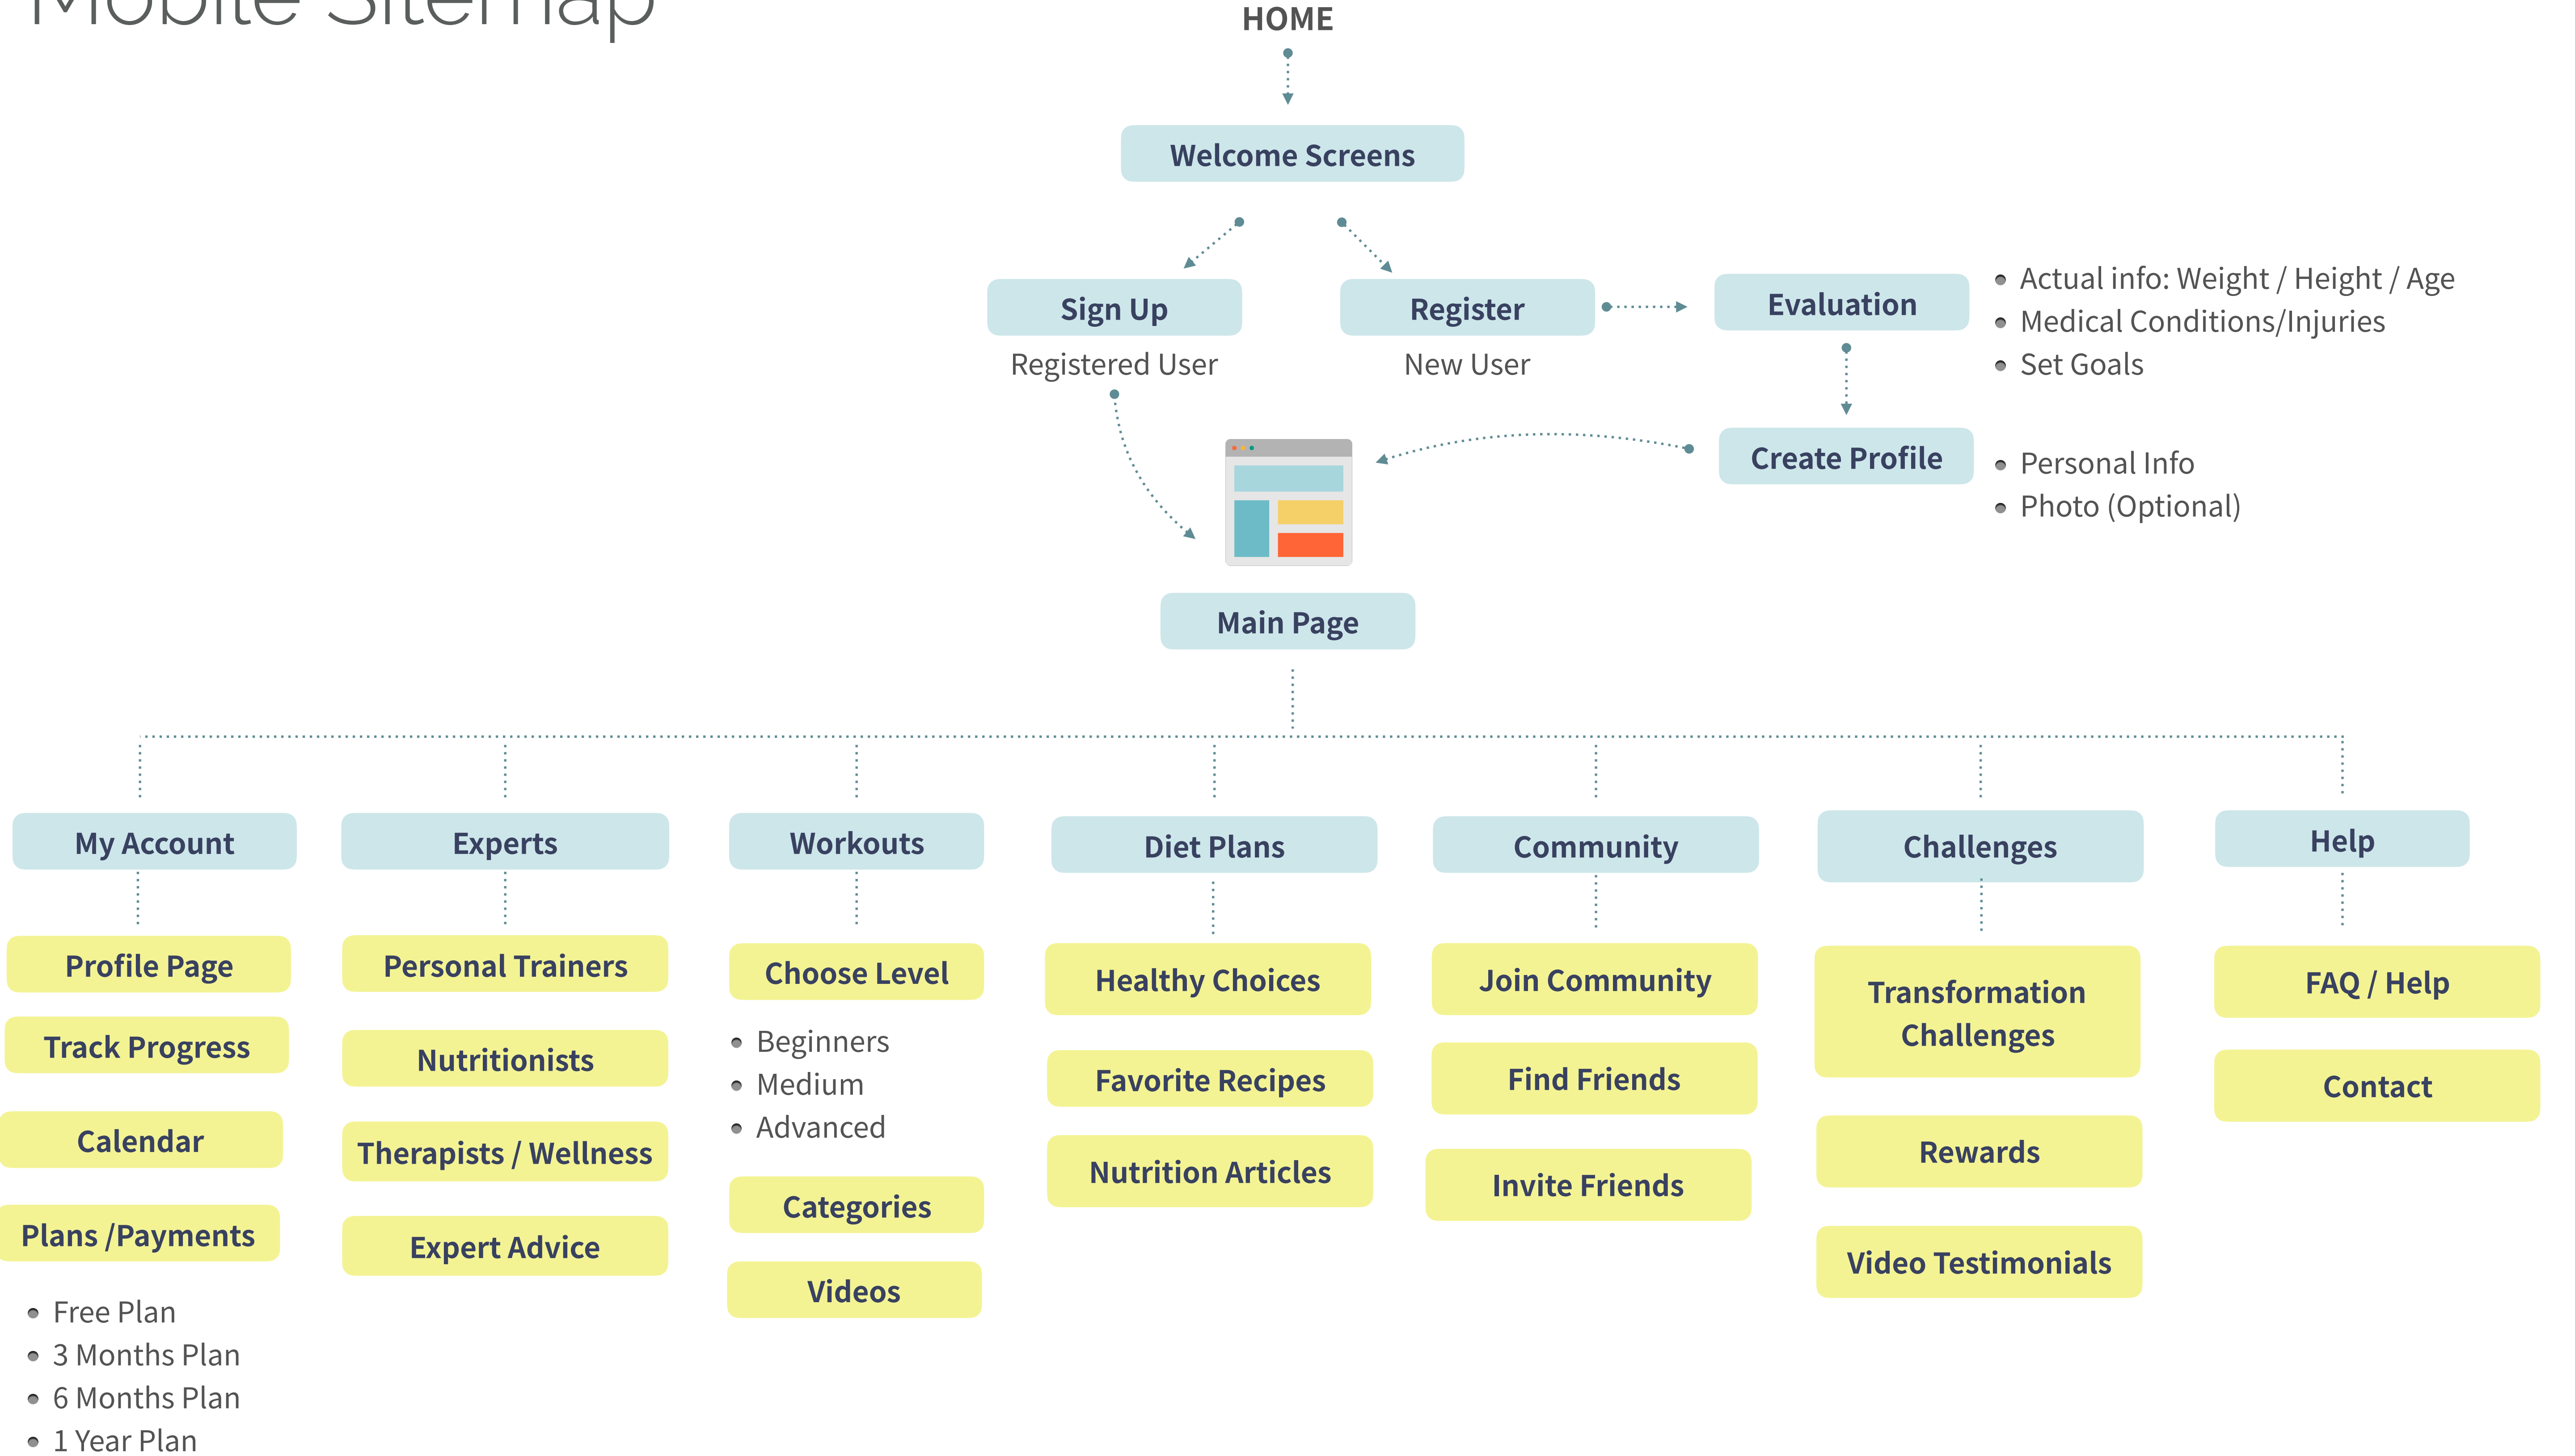 Mobile Sitemap
HOME
Welcome Screens
Sign Up
Registered User
Register
New User
Evaluation
Actual info: Weight / Height / Age
Medical Conditions/Injuries
Set Goals
Create Profile
Personal Info
Photo (Optional)
Main Page
My Account
Profile Page
Track Progress
Calendar
Plans /Payments
Free Plan
3 Months Plan
6 Months Plan
1 Year Plan
Experts
Personal Trainers
Nutritionists
Therapists / Wellness
Expert Advice
Workouts
Choose Level
Beginners
Medium
Advanced
Categories
Videos
Diet Plans
Healthy Choices
Favorite Recipes
Nutrition Articles
Community
Join Community
Find Friends
Invite Friends
Challenges
Transformation
Challenges
Rewards
Video Testimonials
Help
FAQ / Help
Contact